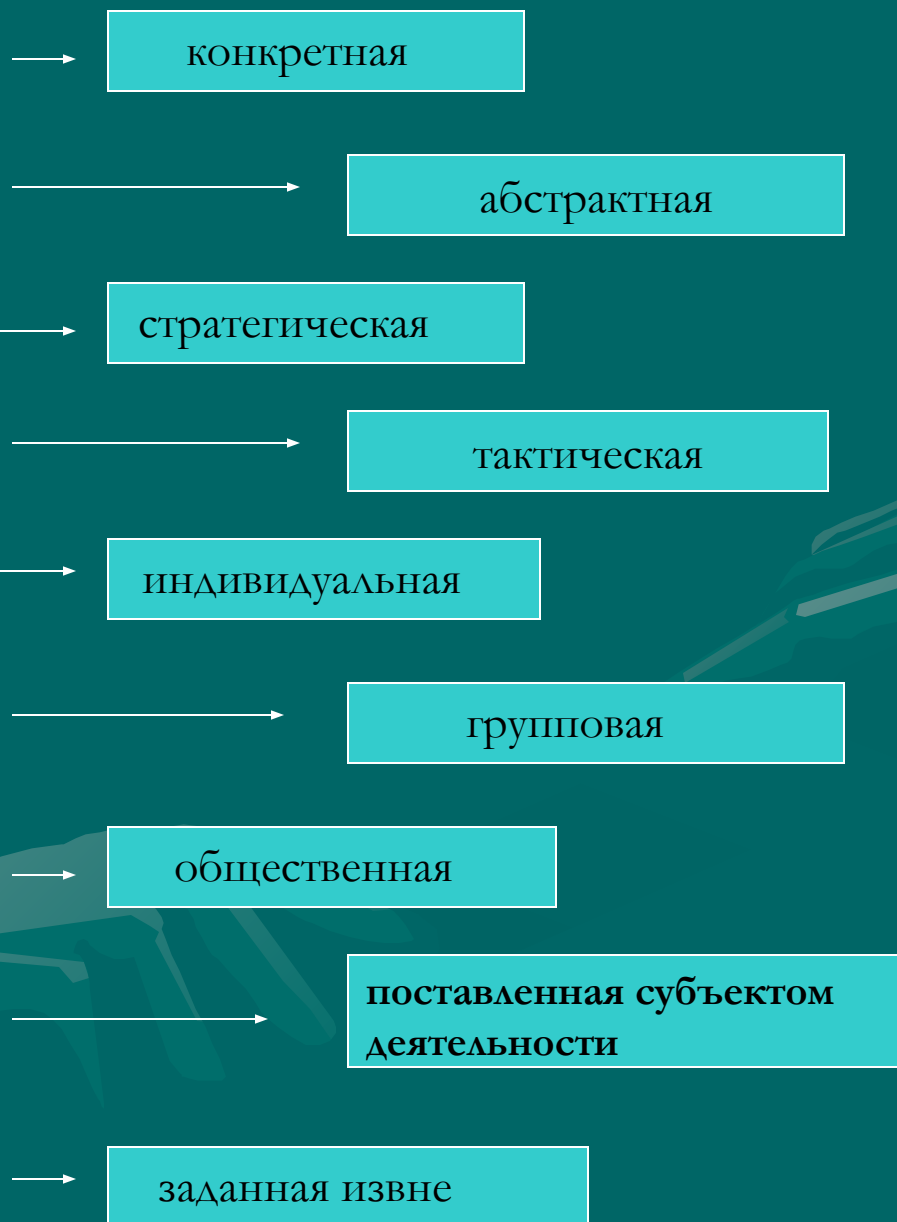 конкретная
абстрактная
стратегическая
тактическая
индивидуальная
групповая
общественная
поставленная субъектом
деятельности
заданная извне